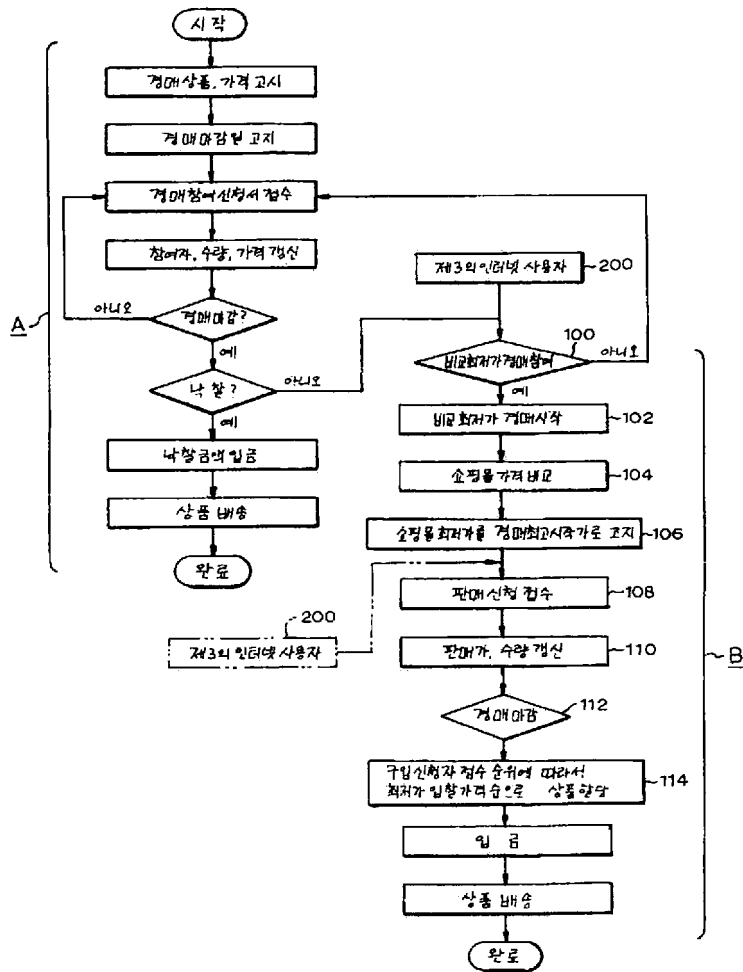 시작
경매상품, 가격 고시
경매마감일 고지
경매참여신청서 접수
참여자, 수량, 가격 갱신
아니오
경매마감?
예
낙찰?
아니오
예
낙찰금액 입금
상품 배송
완료
A
제3의 인터넷 사용자
200
비교최저가경매참여
100
아니오
예
비교최저가 경매시작
102
쇼핑몰가격비교
104
쇼핑몰최저가를 경매최고시작가로 고지
106
판매신청 접수
108
200
제3의 인터넷 사용자
판매가, 수량 갱신
110
경매마감
112
구입신청자 접수 순위에 따라서
최저가 입찰가격순으로 상품할당
114
입 금
상품 배송
완료
B